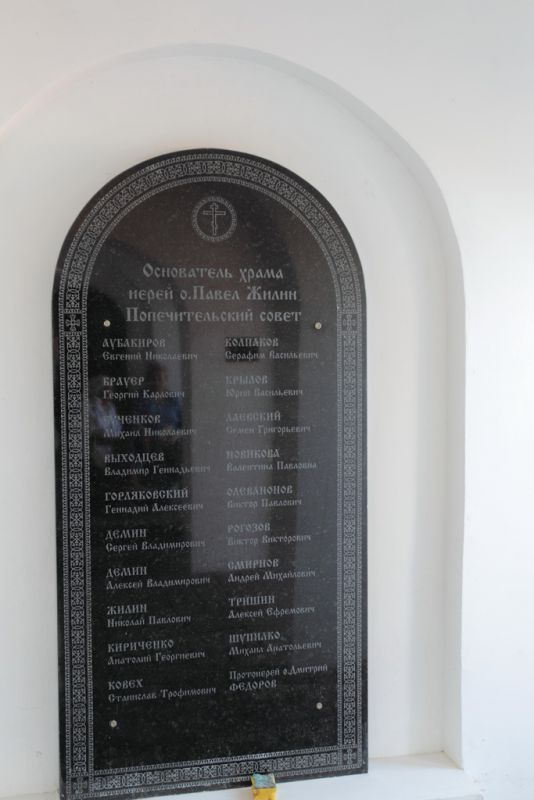 Основатель храма
иерей о.Павел Жилин
Попечительский совет
АУБАКИРОВ
Евгений Николаевич
БРАУЕР
Георгий Карлович
БУЧЕНКОВ
Михаил Николаевич
ВЫХОДЦЕВ
Владимир Геннадьевич
ГОРЛЯКОВСКИЙ
Геннадий Алексеевич
ДЕМИН
Сергей Владимирович
ДЕМИН
Алексей Владимирович
ЖИЛИН
Николай Павлович
КИРИЧЕНКО
Анатолий Георгиевич
КОВЕХ
Станислав Трофимович
КОЛПАКОВ
Серафим Васильевич
КРЫЛОВ
Юрий Васильевич
ЛАЕВСКИЙ
Семен Григорьевич
НОВИКОВА
Валентина Павловна
Виктор Павлович
РОГОЗОВ
Виктор Викторович
СМИРНОВ
Андрей Михайлович
ТРИШИН
Алексей Ефремович
Михаил Анатольевич
Протоиерей о.Дмитрий
ФЕДОРОВ